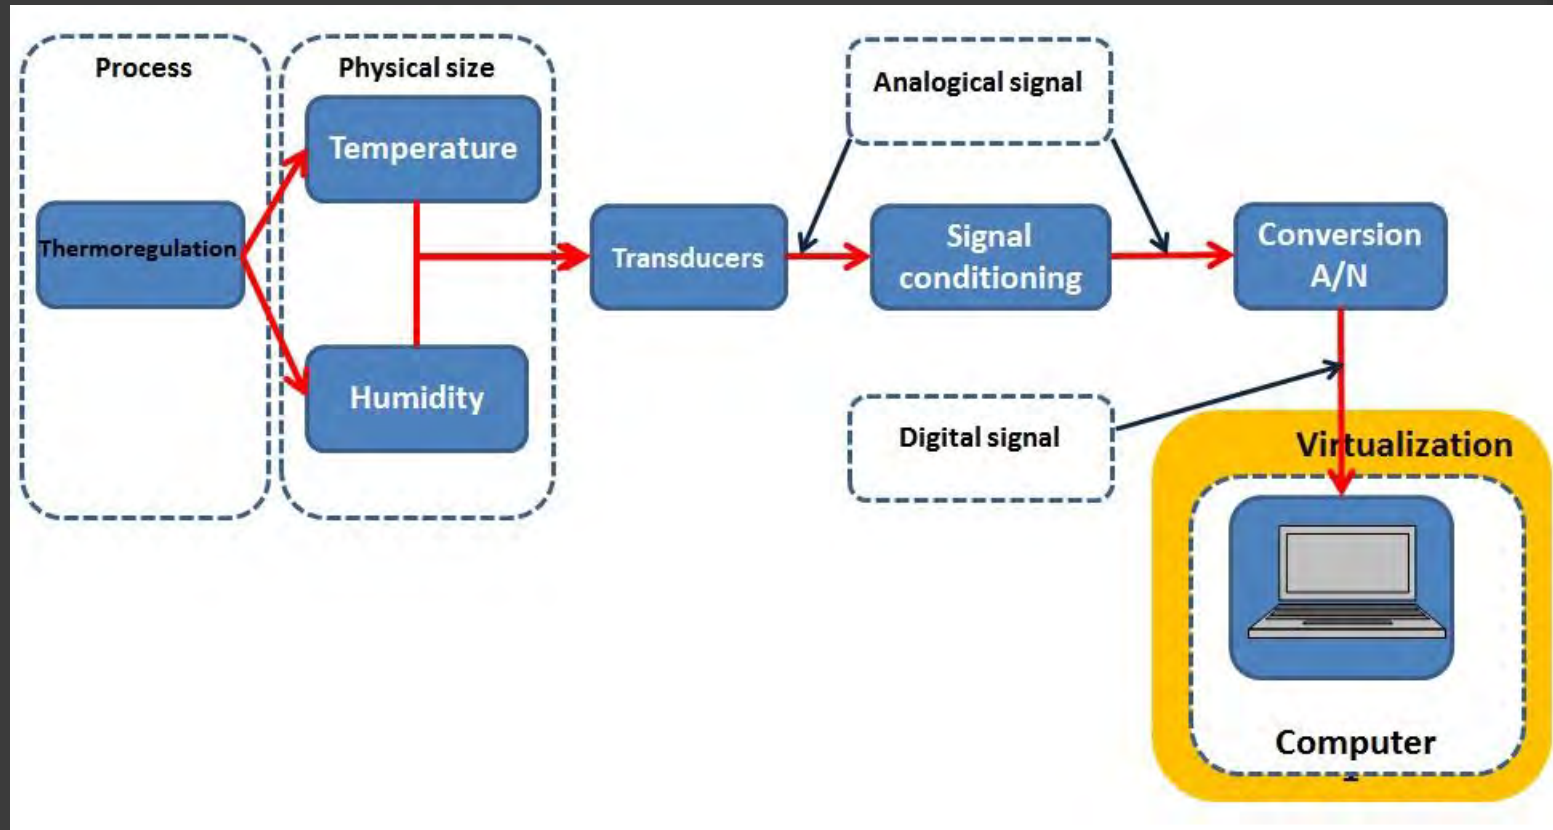 Process
Physical size
Analogical signal
Temperature
Thermoregulation
Transducers
Signal
conditioning
Conversion
A/N
Humidity
Digital signal
Virtualization
Computer